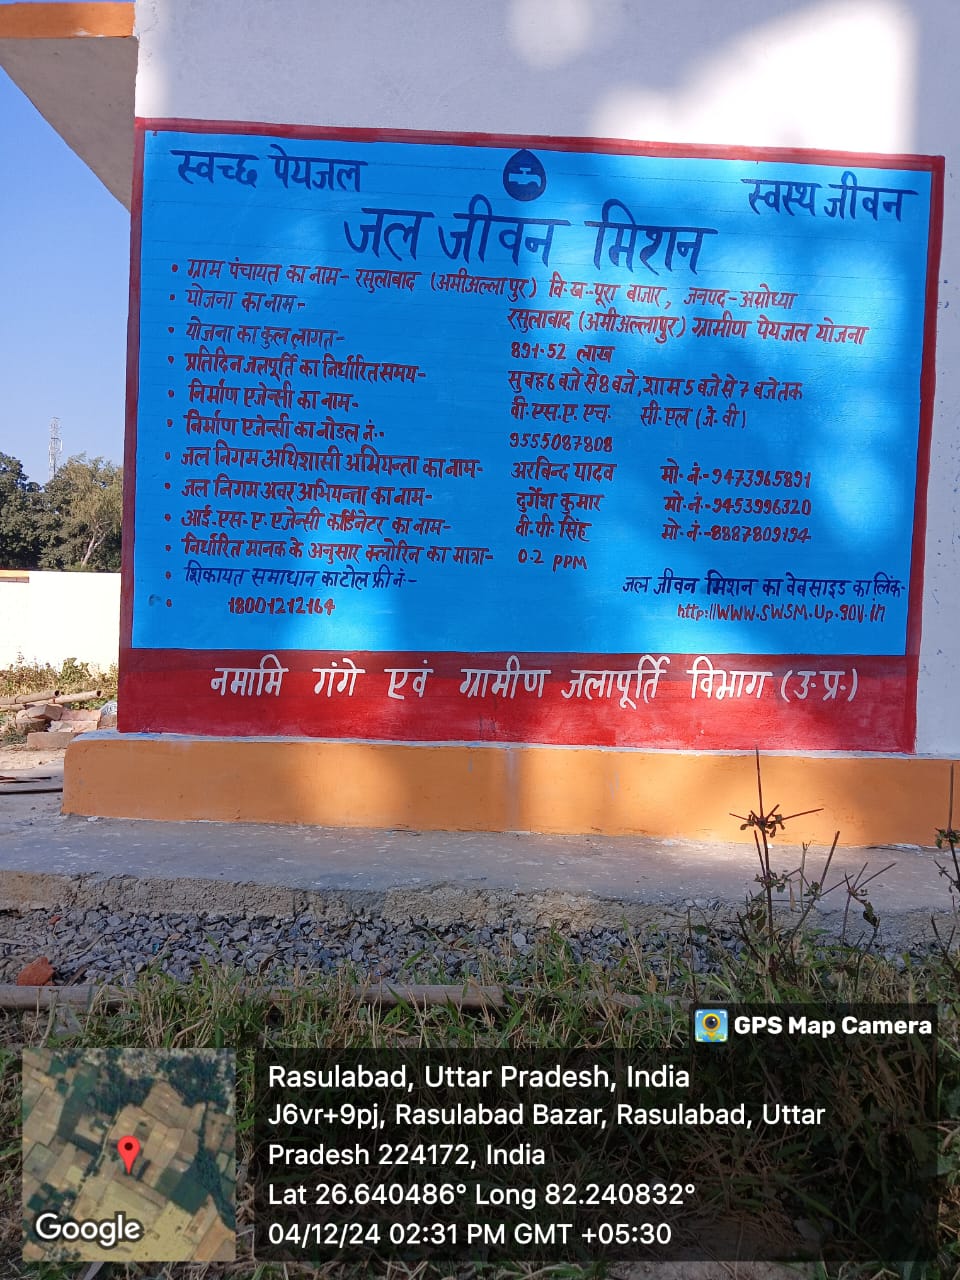 स्वच्छ पेयजल
स्वस्थ जीवन
जल जीवन मिशन
• ग्राम पंचायत का नाम- रसुलाबाद (अमीअल्लापुर) वि.ख.-पूरा बाजार, जनपद-अयोध्या
• योजना का नाम- रसुलाबाद (अमीअल्लापुर) ग्रामीण पेयजल योजना
• योजना का कुल लागत- 891.52 लाख
• प्रतिदिन जलपूर्ति का निर्धारित समय- सुबह 6 बजे से 8 बजे, शाम 5 बजे से 7 बजे तक
• निर्माण एजेन्सी का नाम- वी.एस.ए. एच. सी.एल (जे.वी)
• निर्माण एजेन्सी का नोडल नं.- 9555087808
• जल निगम अधिशासी अभियन्ता का नाम- अरविन्द यादव मो.नं.-9473965891
• जल निगम अवर अभियन्ता का नाम- दुर्गेश कुमार मो.नं.-9453996320
• आई.एस.ए.एजेन्सी कार्डिनेटर का नाम- वी.पी. सिंह मो.नं.-8887809194
• निर्धारित मानक के अनुसार क्लोरिन का मात्रा- 0.2 PPM
• शिकायत समाधान का टोल फ्री नं.-
• 18001212164
जल जीवन मिशन का वेबसाइड का लिंक-
http://www.swsm.up.gov.in
नमामि गंगे एवं ग्रामीण जलापूर्ति विभाग (उ.प्र.)
GPS Map Camera
Rasulabad, Uttar Pradesh, India
J6vr+9pj, Rasulabad Bazar, Rasulabad, Uttar
Pradesh 224172, India
Lat 26.640486° Long 82.240832°
04/12/24 02:31 PM GMT +05:30
Google